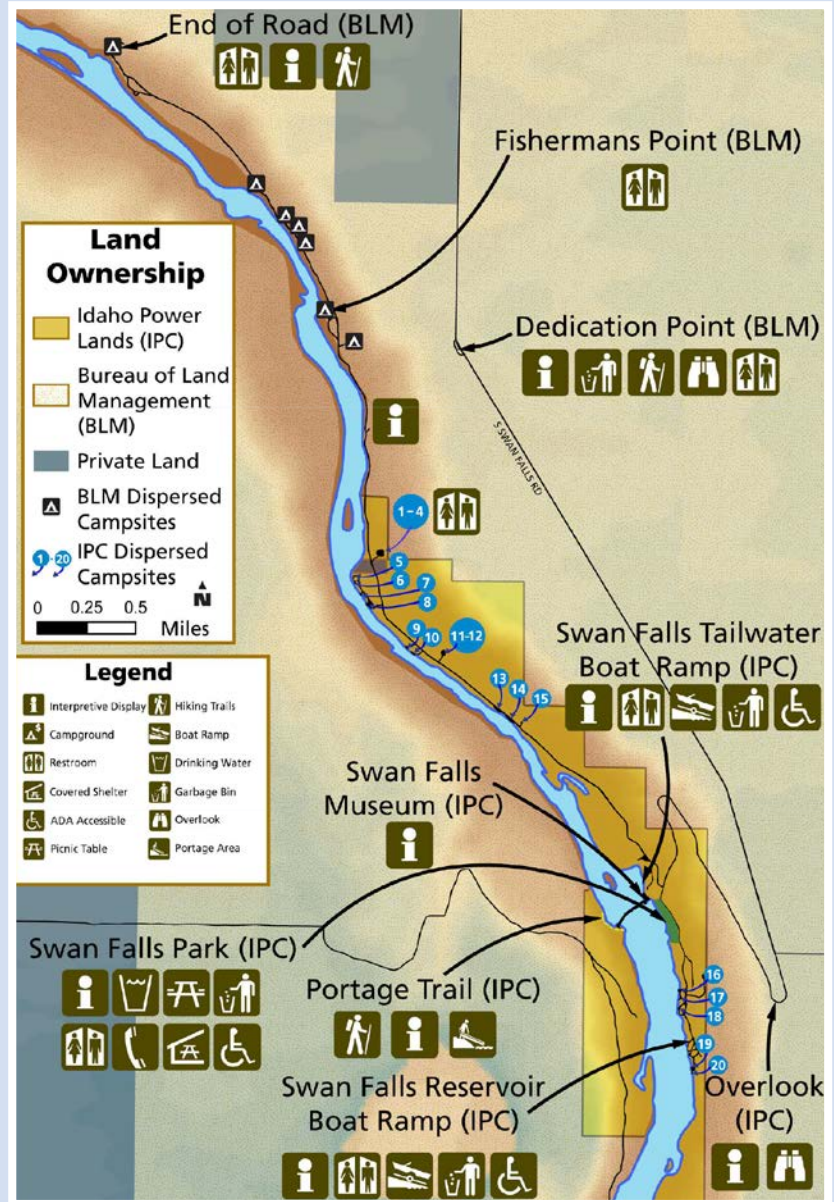 End of Road (BLM)
Fishermans Point (BLM)
Land
Ownership
Idaho Power
Lands (IPC)
Bureau of Land
Management
(BLM)
Private Land
BLM Dispersed
Campsites
1 - 20 IPC Dispersed
Campsites
N
0 0.25 0.5
Miles
Dedication Point (BLM)
S SWAN FALLS RD
1-4
5
6
7
8
9
10
11-12
13
14
15
Legend
Interpretive Display
Hiking Trails
Campground
Boat Ramp
Restroom
Drinking Water
Covered Shelter
Garbage Bin
ADA Accessible
Overlook
Picnic Table
Portage Area
Swan Falls Tailwater
Boat Ramp (IPC)
Swan Falls
Museum (IPC)
Swan Falls Park (IPC)
Portage Trail (IPC)
16
17
18
19
20
Swan Falls Reservoir
Boat Ramp (IPC)
Overlook
(IPC)